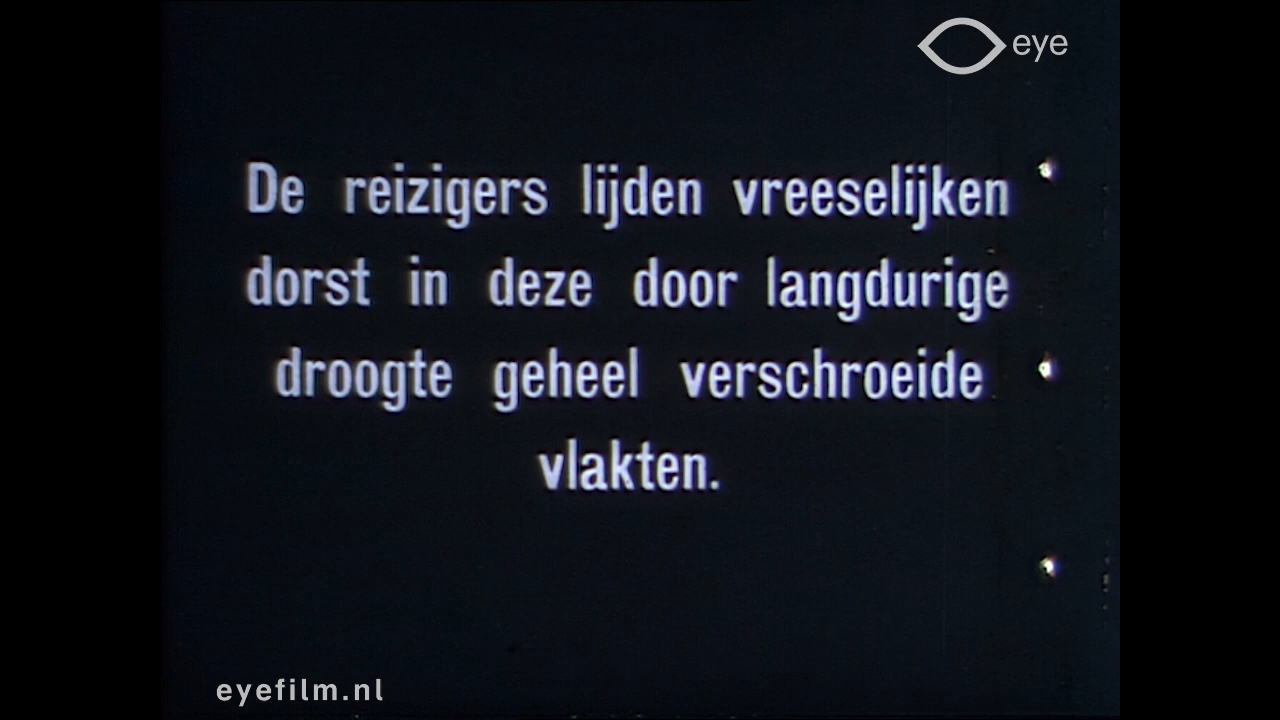 eye
De reizigers lijden vreeselijken
dorst in deze door langdurige
droogte geheel verschroeide
vlakten.
eyefilm.nl